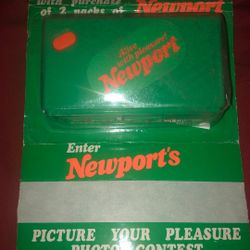 with purchase
of 2 packs of Newport
Alive
with pleasure!
Newport
Enter
Newport's
PICTURE YOUR PLEASURE
PHOTO CONTEST